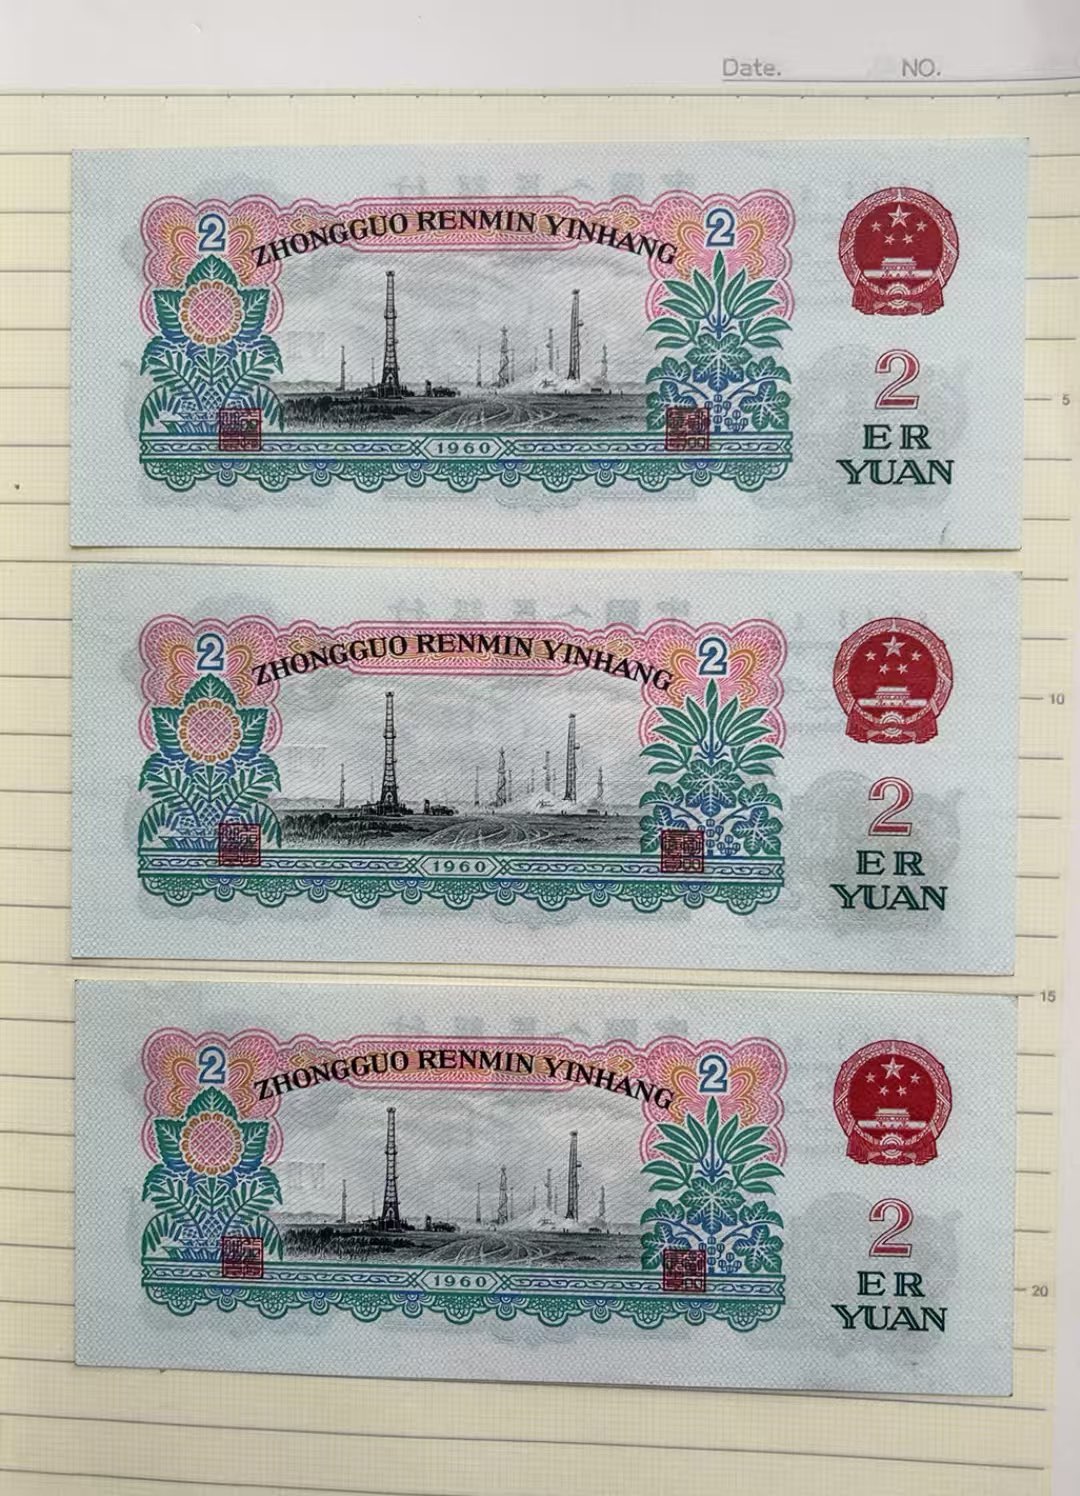 Date. NO.
2 ZHONGGUO RENMIN YINHANG 2
2
1960
ER
YUAN
5
2 ZHONGGUO RENMIN YINHANG 2
10
2
1960
ER
YUAN
15
2 ZHONGGUO RENMIN YINHANG 2
2
1960
ER
YUAN
20